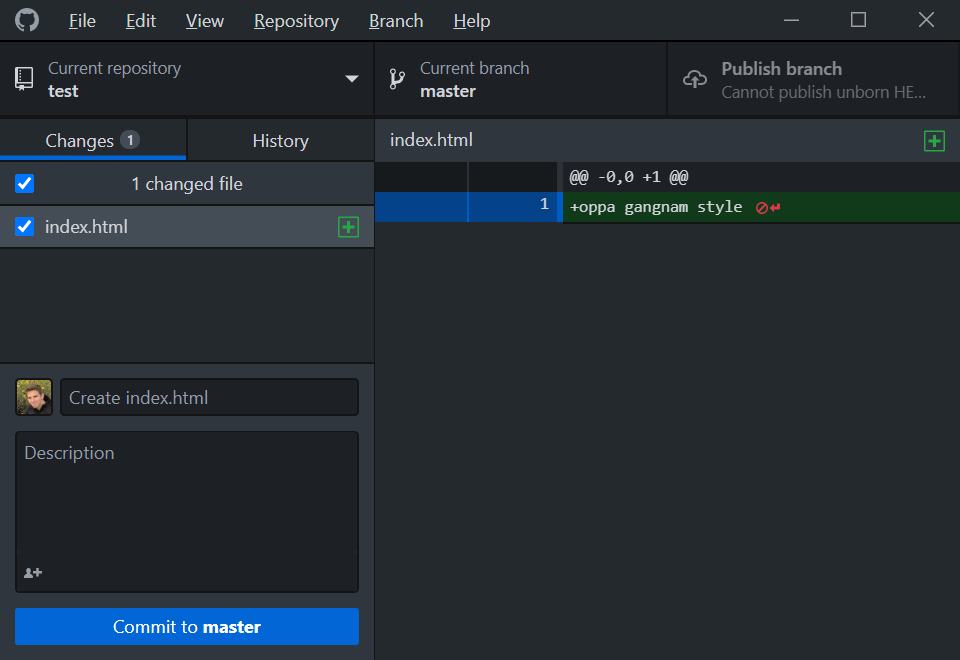 File Edit View Repository Branch Help
Current repository
test
Current branch
master
Publish branch
Cannot publish unborn HE...
Changes 1
History
1 changed file
index.html
Create index.html
Description
Commit to master
index.html
@@ -0,0 +1 @@
1 +oppa gangnam style